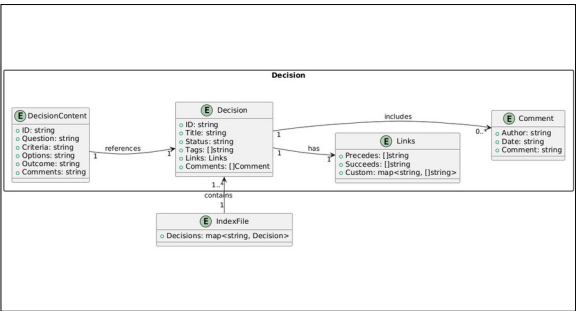 Decision
E DecisionContent
ID: string
Question: string
Criteria: string
Options: string
Outcome: string
Comments: string
references
1
1
E Decision
ID: string
Title: string
Status: string
Tags: []string
Links: Links
Comments: []Comment
1
includes
0..*
1
has
1
E Links
Precedes: []string
Succeeds: []string
Custom: map<string, []string>
E Comment
Author: string
Date: string
Comment: string
1..*
contains
1
E IndexFile
Decisions: map<string, Decision>